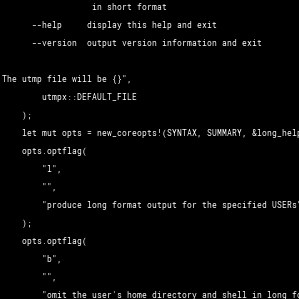 in short format
--help     display this help and exit
--version  output version information and exit
The utmp file will be {}",
utmpx::DEFAULT_FILE
);
let mut opts = new_coreopts!(SYNTAX, SUMMARY, &long_help
opts.optflag(
"l",
"",
"produce long format output for the specified USERs"
);
opts.optflag(
"b",
"",
"omit the user's home directory and shell in long fo